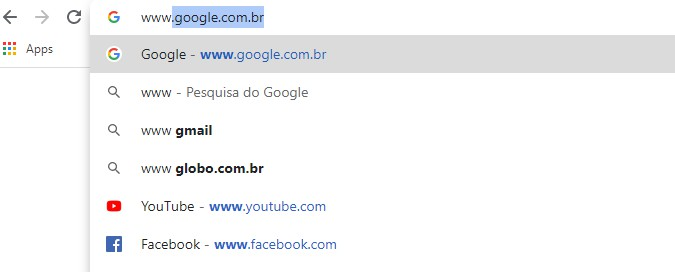 www.google.com.br
Apps
Google - www.google.com.br
www - Pesquisa do Google
www gmail
www globo.com.br
YouTube - www.youtube.com
Facebook - www.facebook.com